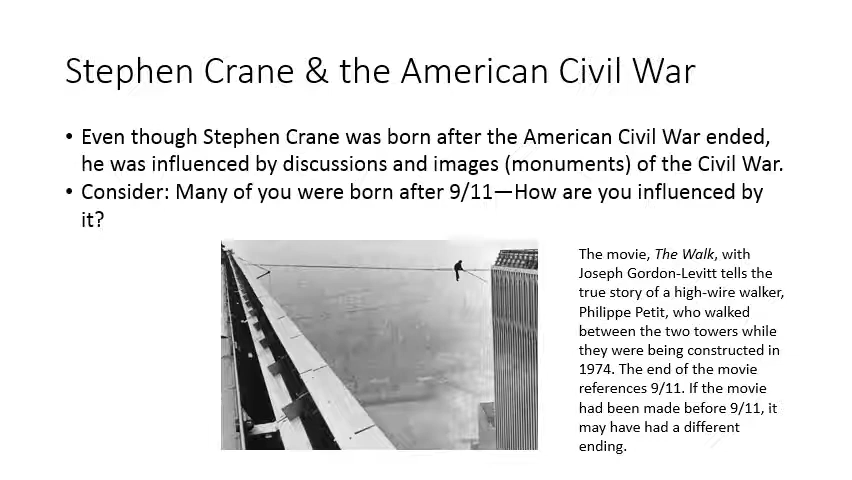 Stephen Crane & the American Civil War
• Even though Stephen Crane was born after the American Civil War ended,
he was influenced by discussions and images (monuments) of the Civil War.
• Consider: Many of you were born after 9/11—How are you influenced by
it?
The movie, The Walk, with
Joseph Gordon-Levitt tells the
true story of a high-wire walker,
Philippe Petit, who walked
between the two towers while
they were being constructed in
1974. The end of the movie
references 9/11. If the movie
had been made before 9/11, it
may have had a different
ending.